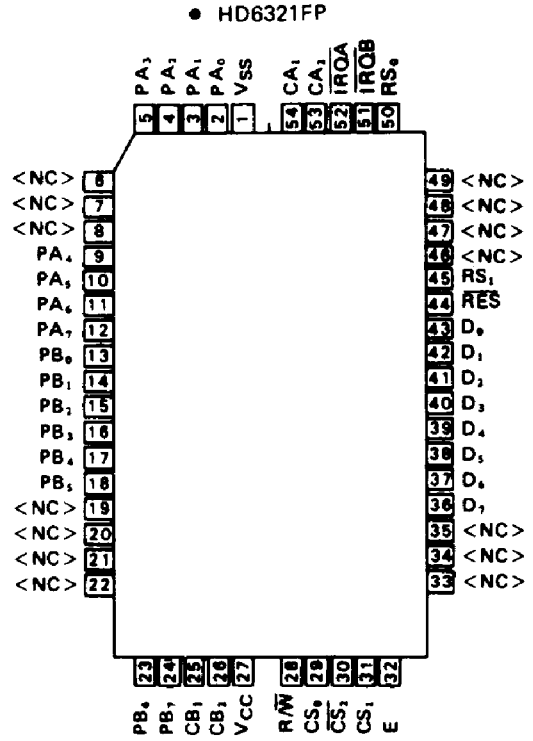 ● HD6321FP
PA₃ PA₂ PA₁ PA₀ VSS CA₁ CA₂ I̅R̅Q̅A̅ I̅R̅Q̅B̅ RS₀
5 4 3 2 1 54 53 52 51 50
<NC> 6
<NC> 7
<NC> 8
PA₄ 9
PA₅ 10
PA₆ 11
PA₇ 12
PB₀ 13
PB₁ 14
PB₂ 15
PB₃ 16
PB₄ 17
PB₅ 18
<NC> 19
<NC> 20
<NC> 21
<NC> 22
49 <NC>
48 <NC>
47 <NC>
46 <NC>
45 RS₁
44 R̅E̅S̅
43 D₀
42 D₁
41 D₂
40 D₃
39 D₄
38 D₅
37 D₆
36 D₇
35 <NC>
34 <NC>
33 <NC>
23 24 25 26 27 28 29 30 31 32
PB₆ PB₇ CB₁ CB₂ VCC R/W̅ CS₀ C̅S̅₂ CS₁ E